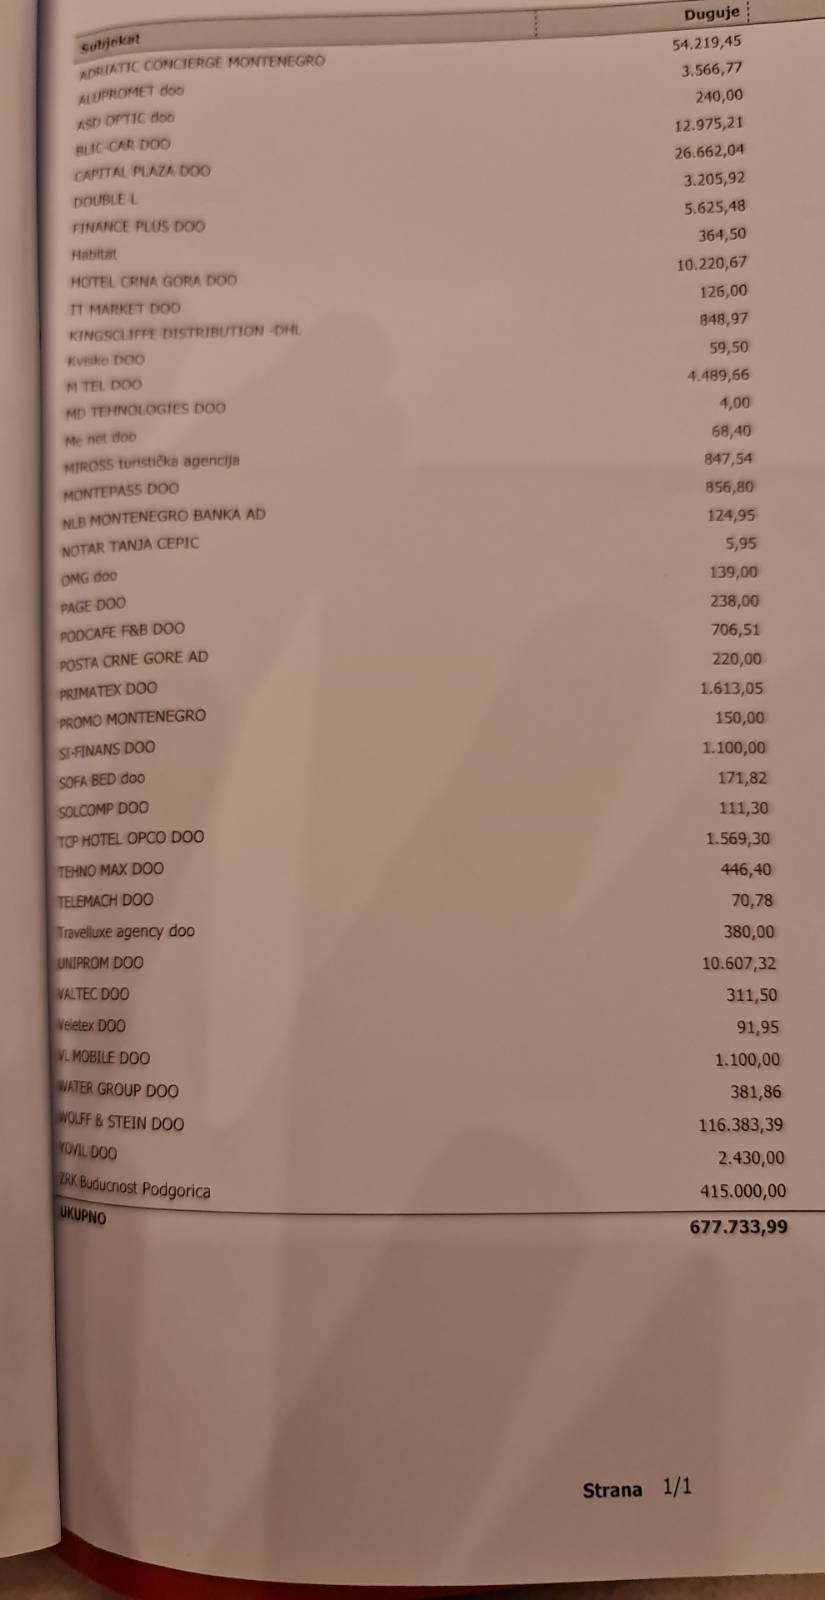 Subjekat Duguje
ADRIATIC CONCIERGE MONTENEGRO 54.219,45
ALUPROMET doo 3.566,77
ASD OPTIC doo 240,00
BLIC-CAR DOO 12.975,21
CAPITAL PLAZA DOO 26.662,04
DOUBLE L 3.205,92
FINANCE PLUS DOO 5.625,48
Habitat 364,50
HOTEL CRNA GORA DOO 10.220,67
IT MARKET DOO 126,00
KINGSCLIFFE DISTRIBUTION -DHL 848,97
Kvisko DOO 59,50
M TEL DOO 4.489,66
MD TEHNOLOGIES DOO 4,00
Me net doo 68,40
MIROSS turistička agencija 847,54
MONTEPASS DOO 856,80
NLB MONTENEGRO BANKA AD 124,95
NOTAR TANJA CEPIC 5,95
OMG doo 139,00
PAGE DOO 238,00
PODCAFE F&B DOO 706,51
POSTA CRNE GORE AD 220,00
PRIMATEX DOO 1.613,05
PROMO MONTENEGRO 150,00
SI-FINANS DOO 1.100,00
SOFA BED doo 171,82
SOLCOMP DOO 111,30
TCP HOTEL OPCO DOO 1.569,30
TEHNO MAX DOO 446,40
TELEMACH DOO 70,78
Travelluxe agency doo 380,00
UNIPROM DOO 10.607,32
VALTEC DOO 311,50
Veletex DOO 91,95
VL MOBILE DOO 1.100,00
WATER GROUP DOO 381,86
WOLFF & STEIN DOO 116.383,39
YOVIL DOO 2.430,00
ZRK Buducnost Podgorica 415.000,00
UKUPNO 677.733,99
Strana 1/1